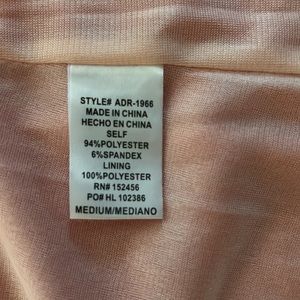 STYLE# ADR-1966
MADE IN CHINA
HECHO EN CHINA
SELF
94%POLYESTER
6%SPANDEX
LINING
100%POLYESTER
RN# 152456
PO# HL 102386
MEDIUM/MEDIANO